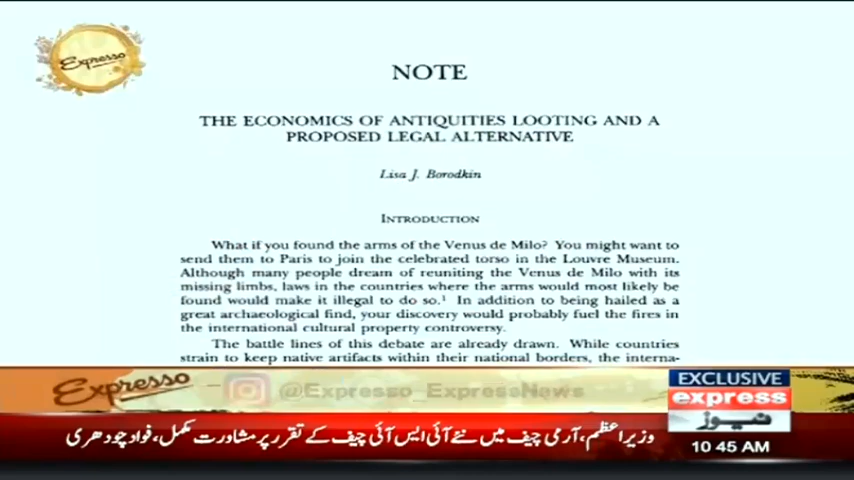 Expresso
NOTE
THE ECONOMICS OF ANTIQUITIES LOOTING AND A
PROPOSED LEGAL ALTERNATIVE
Lisa J. Borodkin
INTRODUCTION
What if you found the arms of the Venus de Milo? You might want to
send them to Paris to join the celebrated torso in the Louvre Museum.
Although many people dream of reuniting the Venus de Milo with its
missing limbs, laws in the countries where the arms would most likely be
found would make it illegal to do so.¹ In addition to being hailed as a
great archaeological find, your discovery would probably fuel the fires in
the international cultural property controversy.
The battle lines of this debate are already drawn. While countries
strain to keep native artifacts within their national borders, the interna-
Expresso
@Expresso_ExpressNews
EXCLUSIVE
express
نیوز
10:45 AM
وزیراعظم، آرمی چیف میں نئے آئی ایس آئی چیف کے تقرر پر مشاورت مکمل، فواد چودھری